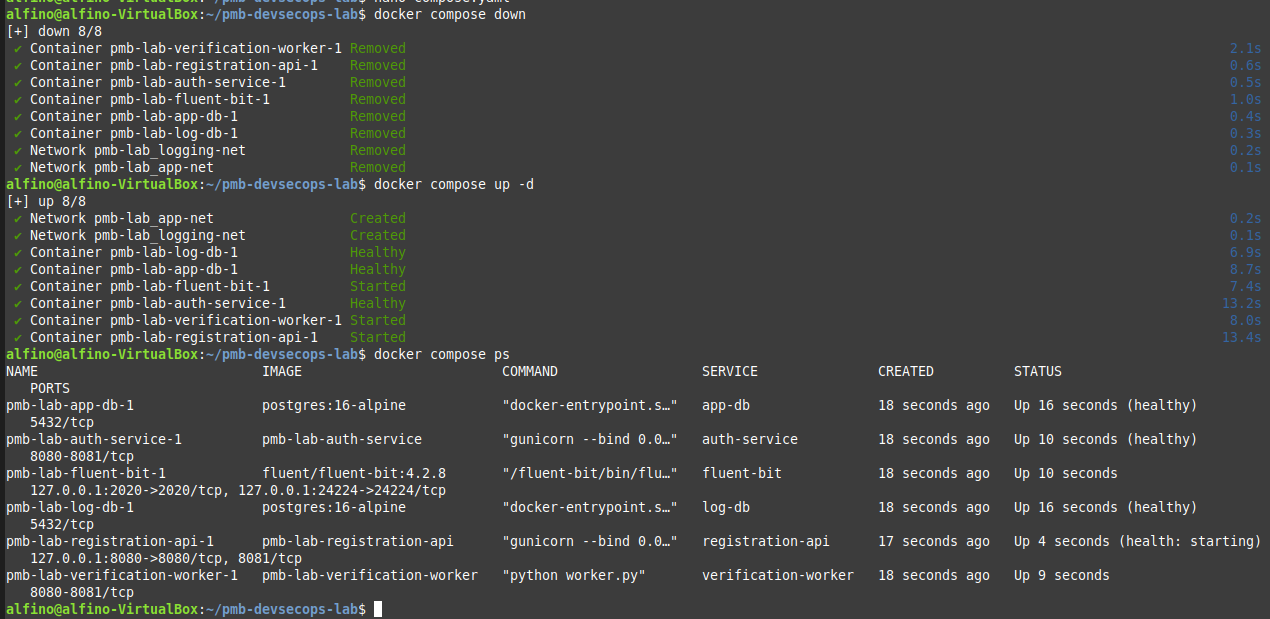 alfino@alfino-VirtualBox:~/pmb-devsecops-lab$ nano compose.yaml
alfino@alfino-VirtualBox:~/pmb-devsecops-lab$ docker compose down
[+] down 8/8
✔ Container pmb-lab-verification-worker-1 Removed 2.1s
✔ Container pmb-lab-registration-api-1 Removed 0.6s
✔ Container pmb-lab-auth-service-1 Removed 0.5s
✔ Container pmb-lab-fluent-bit-1 Removed 1.0s
✔ Container pmb-lab-app-db-1 Removed 0.4s
✔ Container pmb-lab-log-db-1 Removed 0.3s
✔ Network pmb-lab_logging-net Removed 0.2s
✔ Network pmb-lab_app-net Removed 0.1s
alfino@alfino-VirtualBox:~/pmb-devsecops-lab$ docker compose up -d
[+] up 8/8
✔ Network pmb-lab_app-net Created 0.2s
✔ Network pmb-lab_logging-net Created 0.1s
✔ Container pmb-lab-log-db-1 Healthy 6.9s
✔ Container pmb-lab-app-db-1 Healthy 8.7s
✔ Container pmb-lab-fluent-bit-1 Started 7.4s
✔ Container pmb-lab-auth-service-1 Healthy 13.2s
✔ Container pmb-lab-verification-worker-1 Started 8.0s
✔ Container pmb-lab-registration-api-1 Started 13.4s
alfino@alfino-VirtualBox:~/pmb-devsecops-lab$ docker compose ps
NAME IMAGE COMMAND SERVICE CREATED STATUS
PORTS
pmb-lab-app-db-1 postgres:16-alpine "docker-entrypoint.s…" app-db 18 seconds ago Up 16 seconds (healthy)
5432/tcp
pmb-lab-auth-service-1 pmb-lab-auth-service "gunicorn --bind 0.0…" auth-service 18 seconds ago Up 10 seconds (healthy)
8080-8081/tcp
pmb-lab-fluent-bit-1 fluent/fluent-bit:4.2.8 "/fluent-bit/bin/flu…" fluent-bit 18 seconds ago Up 10 seconds
127.0.0.1:2020->2020/tcp, 127.0.0.1:24224->24224/tcp
pmb-lab-log-db-1 postgres:16-alpine "docker-entrypoint.s…" log-db 18 seconds ago Up 16 seconds (healthy)
5432/tcp
pmb-lab-registration-api-1 pmb-lab-registration-api "gunicorn --bind 0.0…" registration-api 17 seconds ago Up 4 seconds (health: starting)
127.0.0.1:8080->8080/tcp, 8081/tcp
pmb-lab-verification-worker-1 pmb-lab-verification-worker "python worker.py" verification-worker 18 seconds ago Up 9 seconds
8080-8081/tcp
alfino@alfino-VirtualBox:~/pmb-devsecops-lab$